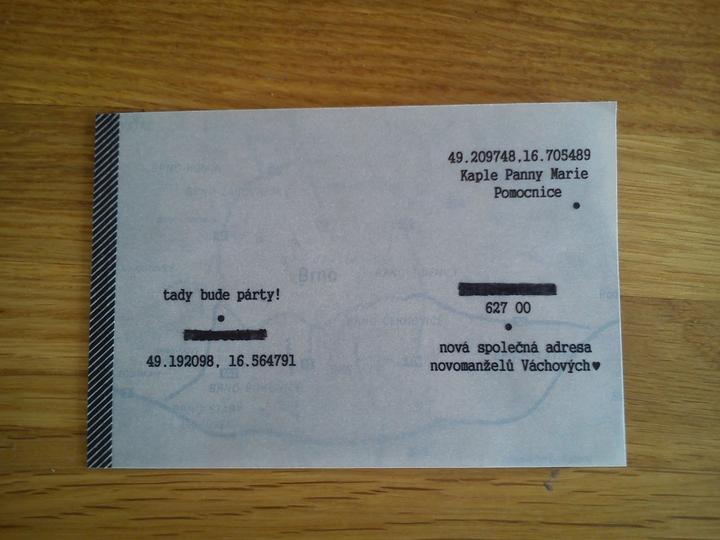 49.209748,16.705489
Kaple Panny Marie
Pomocnice
tady bude párty!
49.192098, 16.564791
627 00
nová společná adresa
novomanželů Váchových♥
Brno